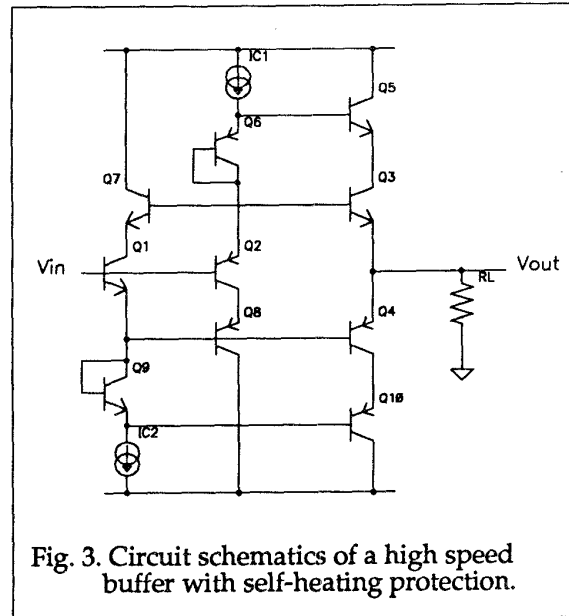 IC1
Q5
Q6
Q7
Q3
Q1
Q2
Vin
Vout
RL
Q8
Q4
Q9
Q10
IC2
Fig. 3. Circuit schematics of a high speed
buffer with self-heating protection.